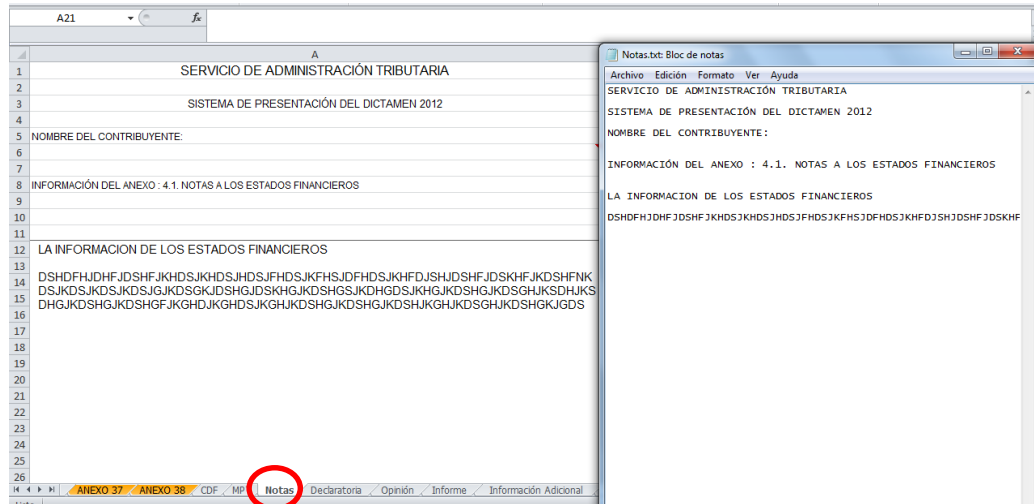 A21
fx
A
1 SERVICIO DE ADMINISTRACIÓN TRIBUTARIA
2
3 SISTEMA DE PRESENTACIÓN DEL DICTAMEN 2012
4
5 NOMBRE DEL CONTRIBUYENTE:
6
7
8 INFORMACIÓN DEL ANEXO : 4.1. NOTAS A LOS ESTADOS FINANCIEROS
9
10
11
12 LA INFORMACION DE LOS ESTADOS FINANCIEROS
13
14 DSHDFHJDHFJDSHFJKHDSJKHDSJHDSJFHDSJKFHSJDFHDSJKHFDJSHJDSHFJDSKHFJKDSHFNK
DSJKDSJKDSJKDSJGJKDSGKJDSHGJDSKHGJKDSHGSJKDHGDSJKHGJKDSHGJKDSGHJKSDHJKS
15 DHGJKDSHGJKDSHGFJKGHDJKGHDSJKGHJKDSHGJKDSHGJKDSHJKGHJKDSGHJKDSHGKJGDS
16
17
18
19
20
21
22
23
24
25
26
ANEXO 37 ANEXO 38 CDF MP Notas Declaratoria Opinión Informe Información Adicional
Notas.txt: Bloc de notas
Archivo Edición Formato Ver Ayuda
SERVICIO DE ADMINISTRACIÓN TRIBUTARIA
SISTEMA DE PRESENTACIÓN DEL DICTAMEN 2012
NOMBRE DEL CONTRIBUYENTE:
INFORMACIÓN DEL ANEXO : 4.1. NOTAS A LOS ESTADOS FINANCIEROS
LA INFORMACION DE LOS ESTADOS FINANCIEROS
DSHDFHJDHFJDSHFJKHDSJKHDSJHDSJFHDSJKFHSJDFHDSJKHFDJSHJDSHFJDSKHF